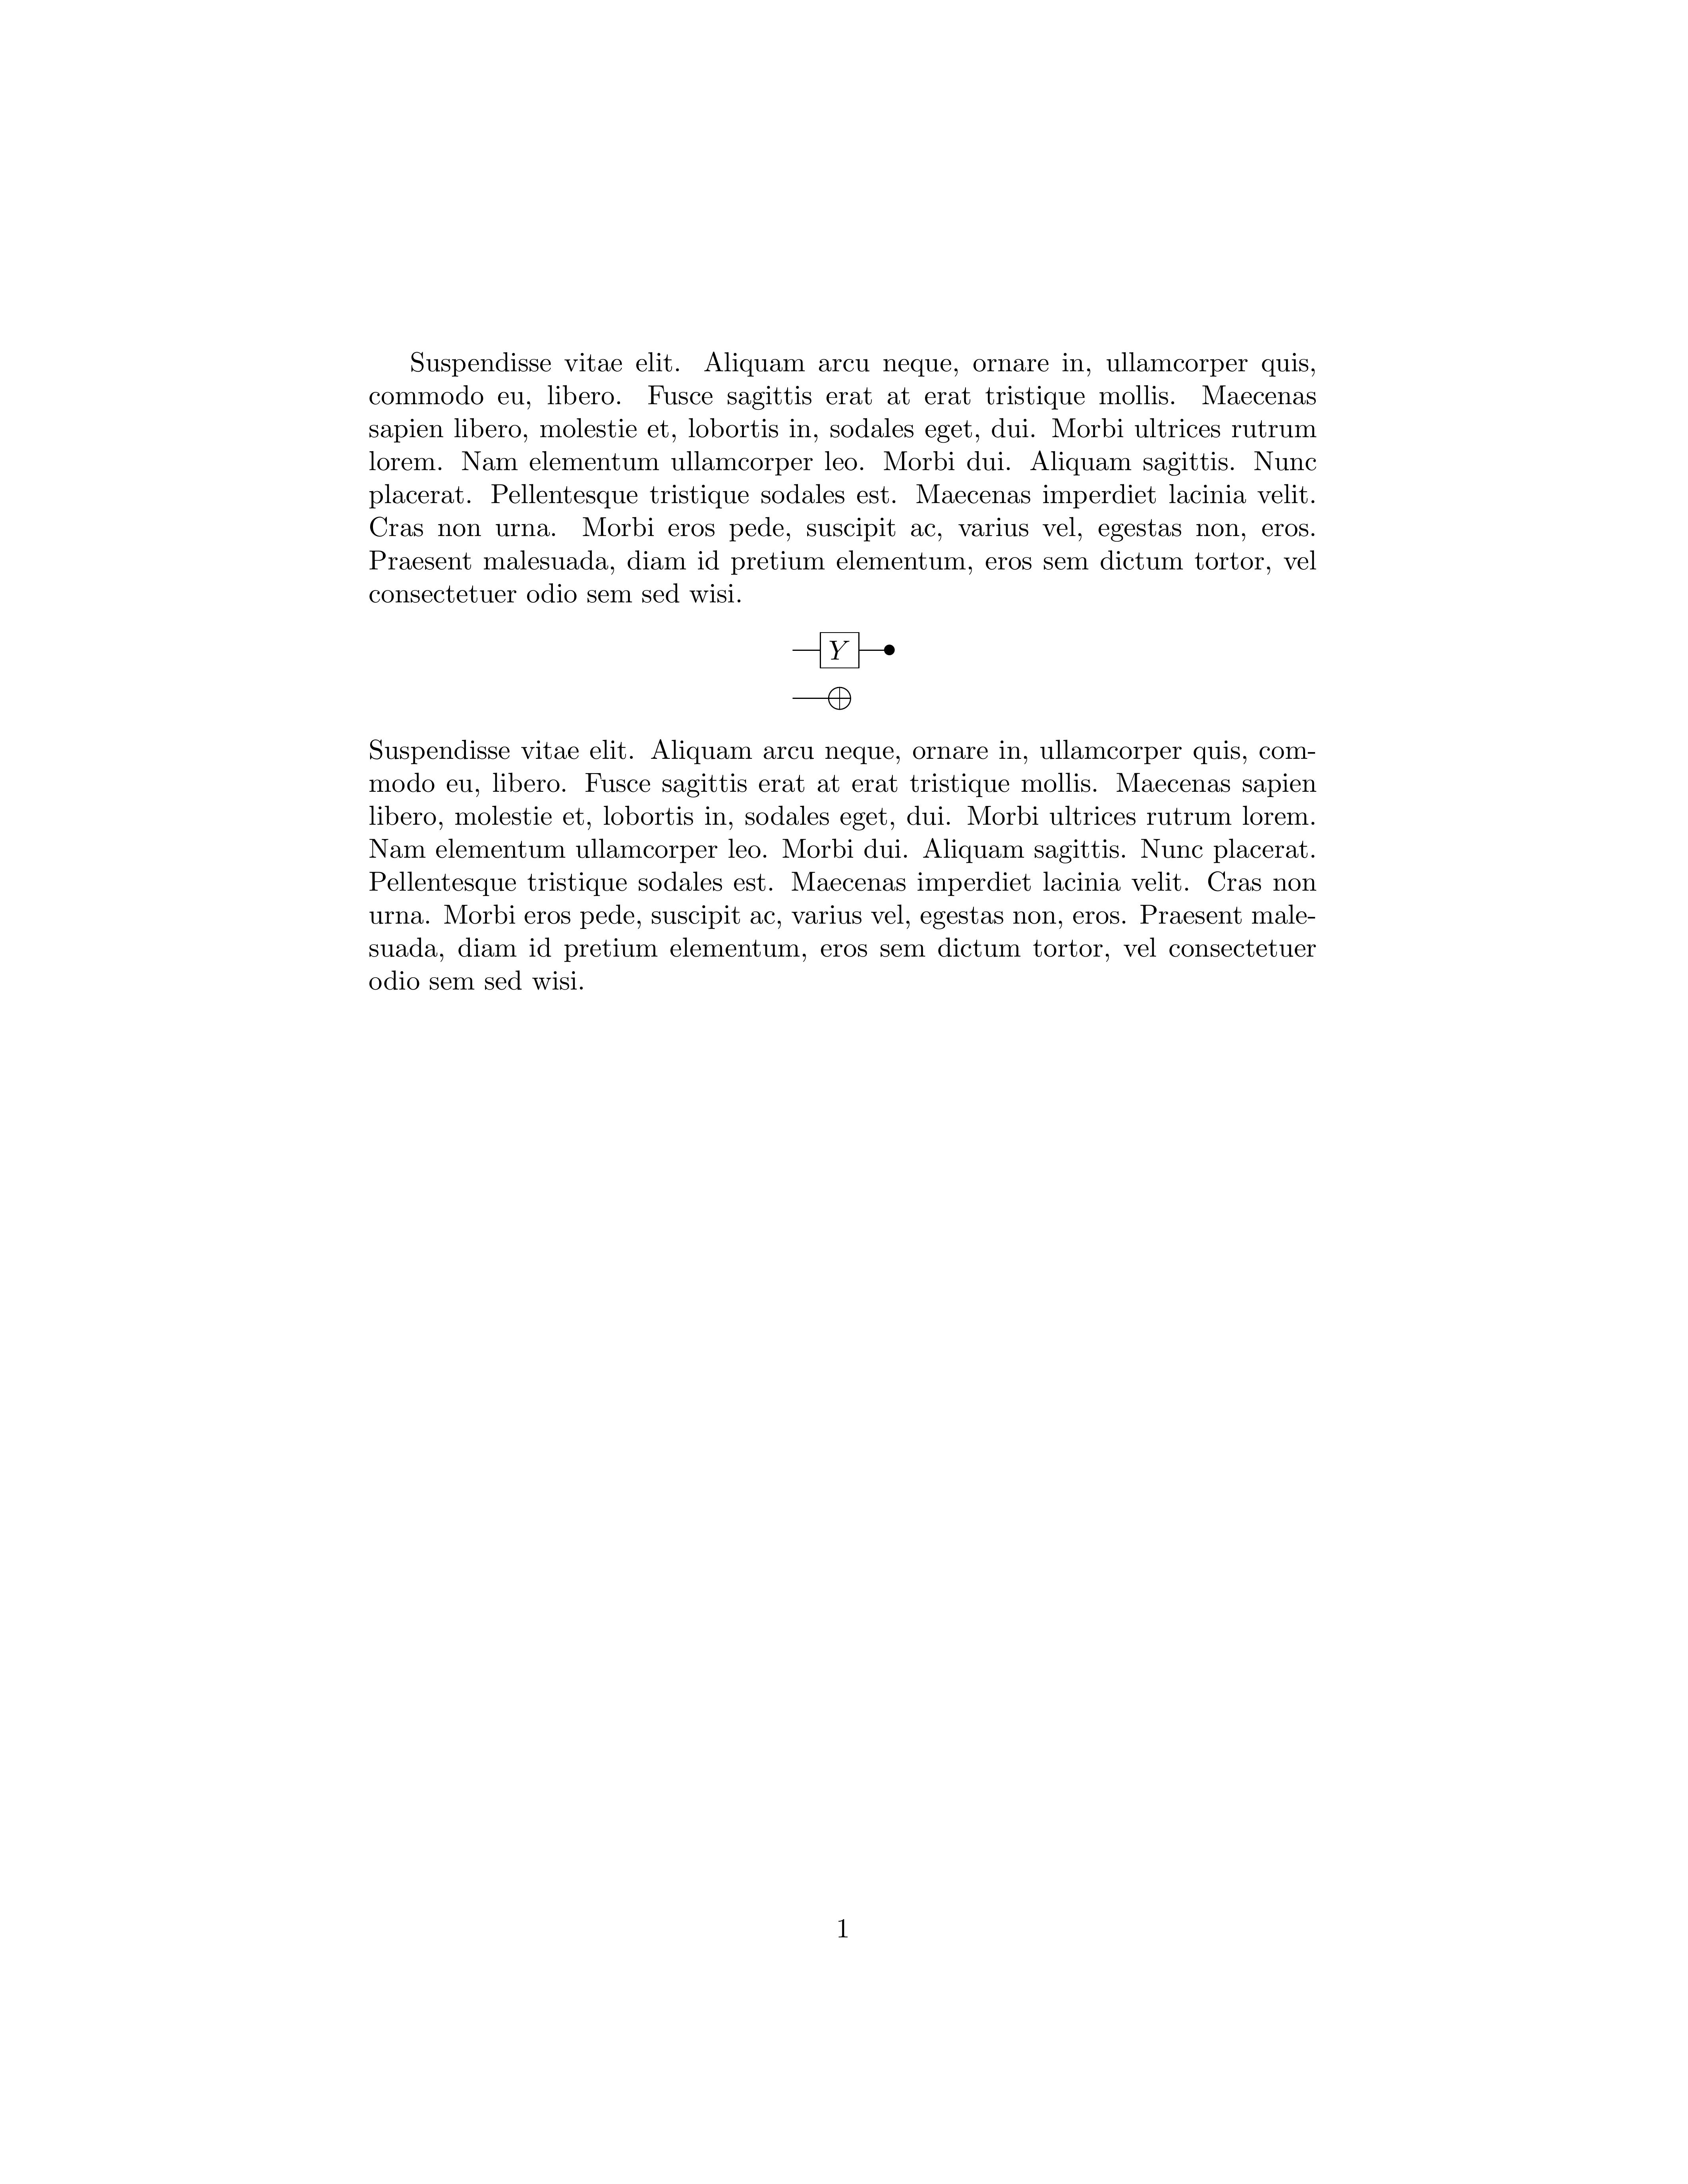 Suspendisse vitae elit. Aliquam arcu neque, ornare in, ullamcorper quis,
commodo eu, libero. Fusce sagittis erat at erat tristique mollis. Maecenas
sapien libero, molestie et, lobortis in, sodales eget, dui. Morbi ultrices rutrum
lorem. Nam elementum ullamcorper leo. Morbi dui. Aliquam sagittis. Nunc
placerat. Pellentesque tristique sodales est. Maecenas imperdiet lacinia velit.
Cras non urna. Morbi eros pede, suscipit ac, varius vel, egestas non, eros.
Praesent malesuada, diam id pretium elementum, eros sem dictum tortor, vel
consectetuer odio sem sed wisi.
Y
Suspendisse vitae elit. Aliquam arcu neque, ornare in, ullamcorper quis, com-
modo eu, libero. Fusce sagittis erat at erat tristique mollis. Maecenas sapien
libero, molestie et, lobortis in, sodales eget, dui. Morbi ultrices rutrum lorem.
Nam elementum ullamcorper leo. Morbi dui. Aliquam sagittis. Nunc placerat.
Pellentesque tristique sodales est. Maecenas imperdiet lacinia velit. Cras non
urna. Morbi eros pede, suscipit ac, varius vel, egestas non, eros. Praesent male-
suada, diam id pretium elementum, eros sem dictum tortor, vel consectetuer
odio sem sed wisi.
1